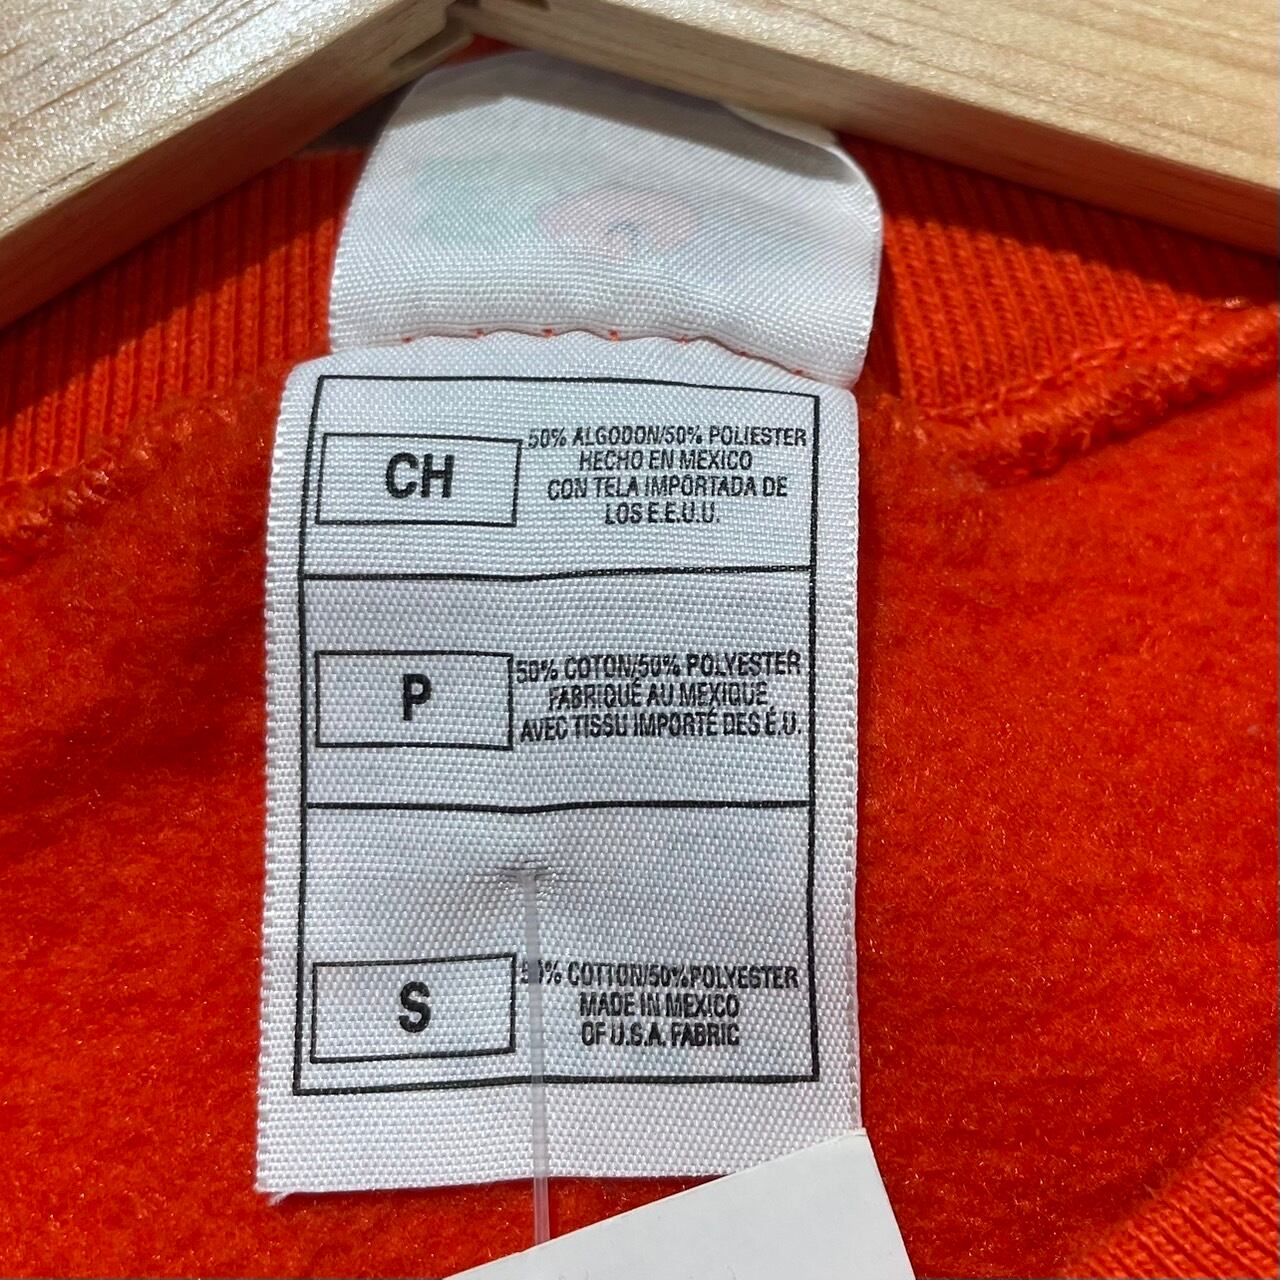 CH
50% ALGODON/50% POLIESTER
HECHO EN MEXICO
CON TELA IMPORTADA DE
LOS E.E.U.U.
P
50% COTON/50% POLYESTER
FABRIQUÉ AU MEXIQUE,
AVEC TISSU IMPORTÉ DES É.U.
S
50% COTTON/50%POLYESTER
MADE IN MEXICO
OF U.S.A. FABRIC